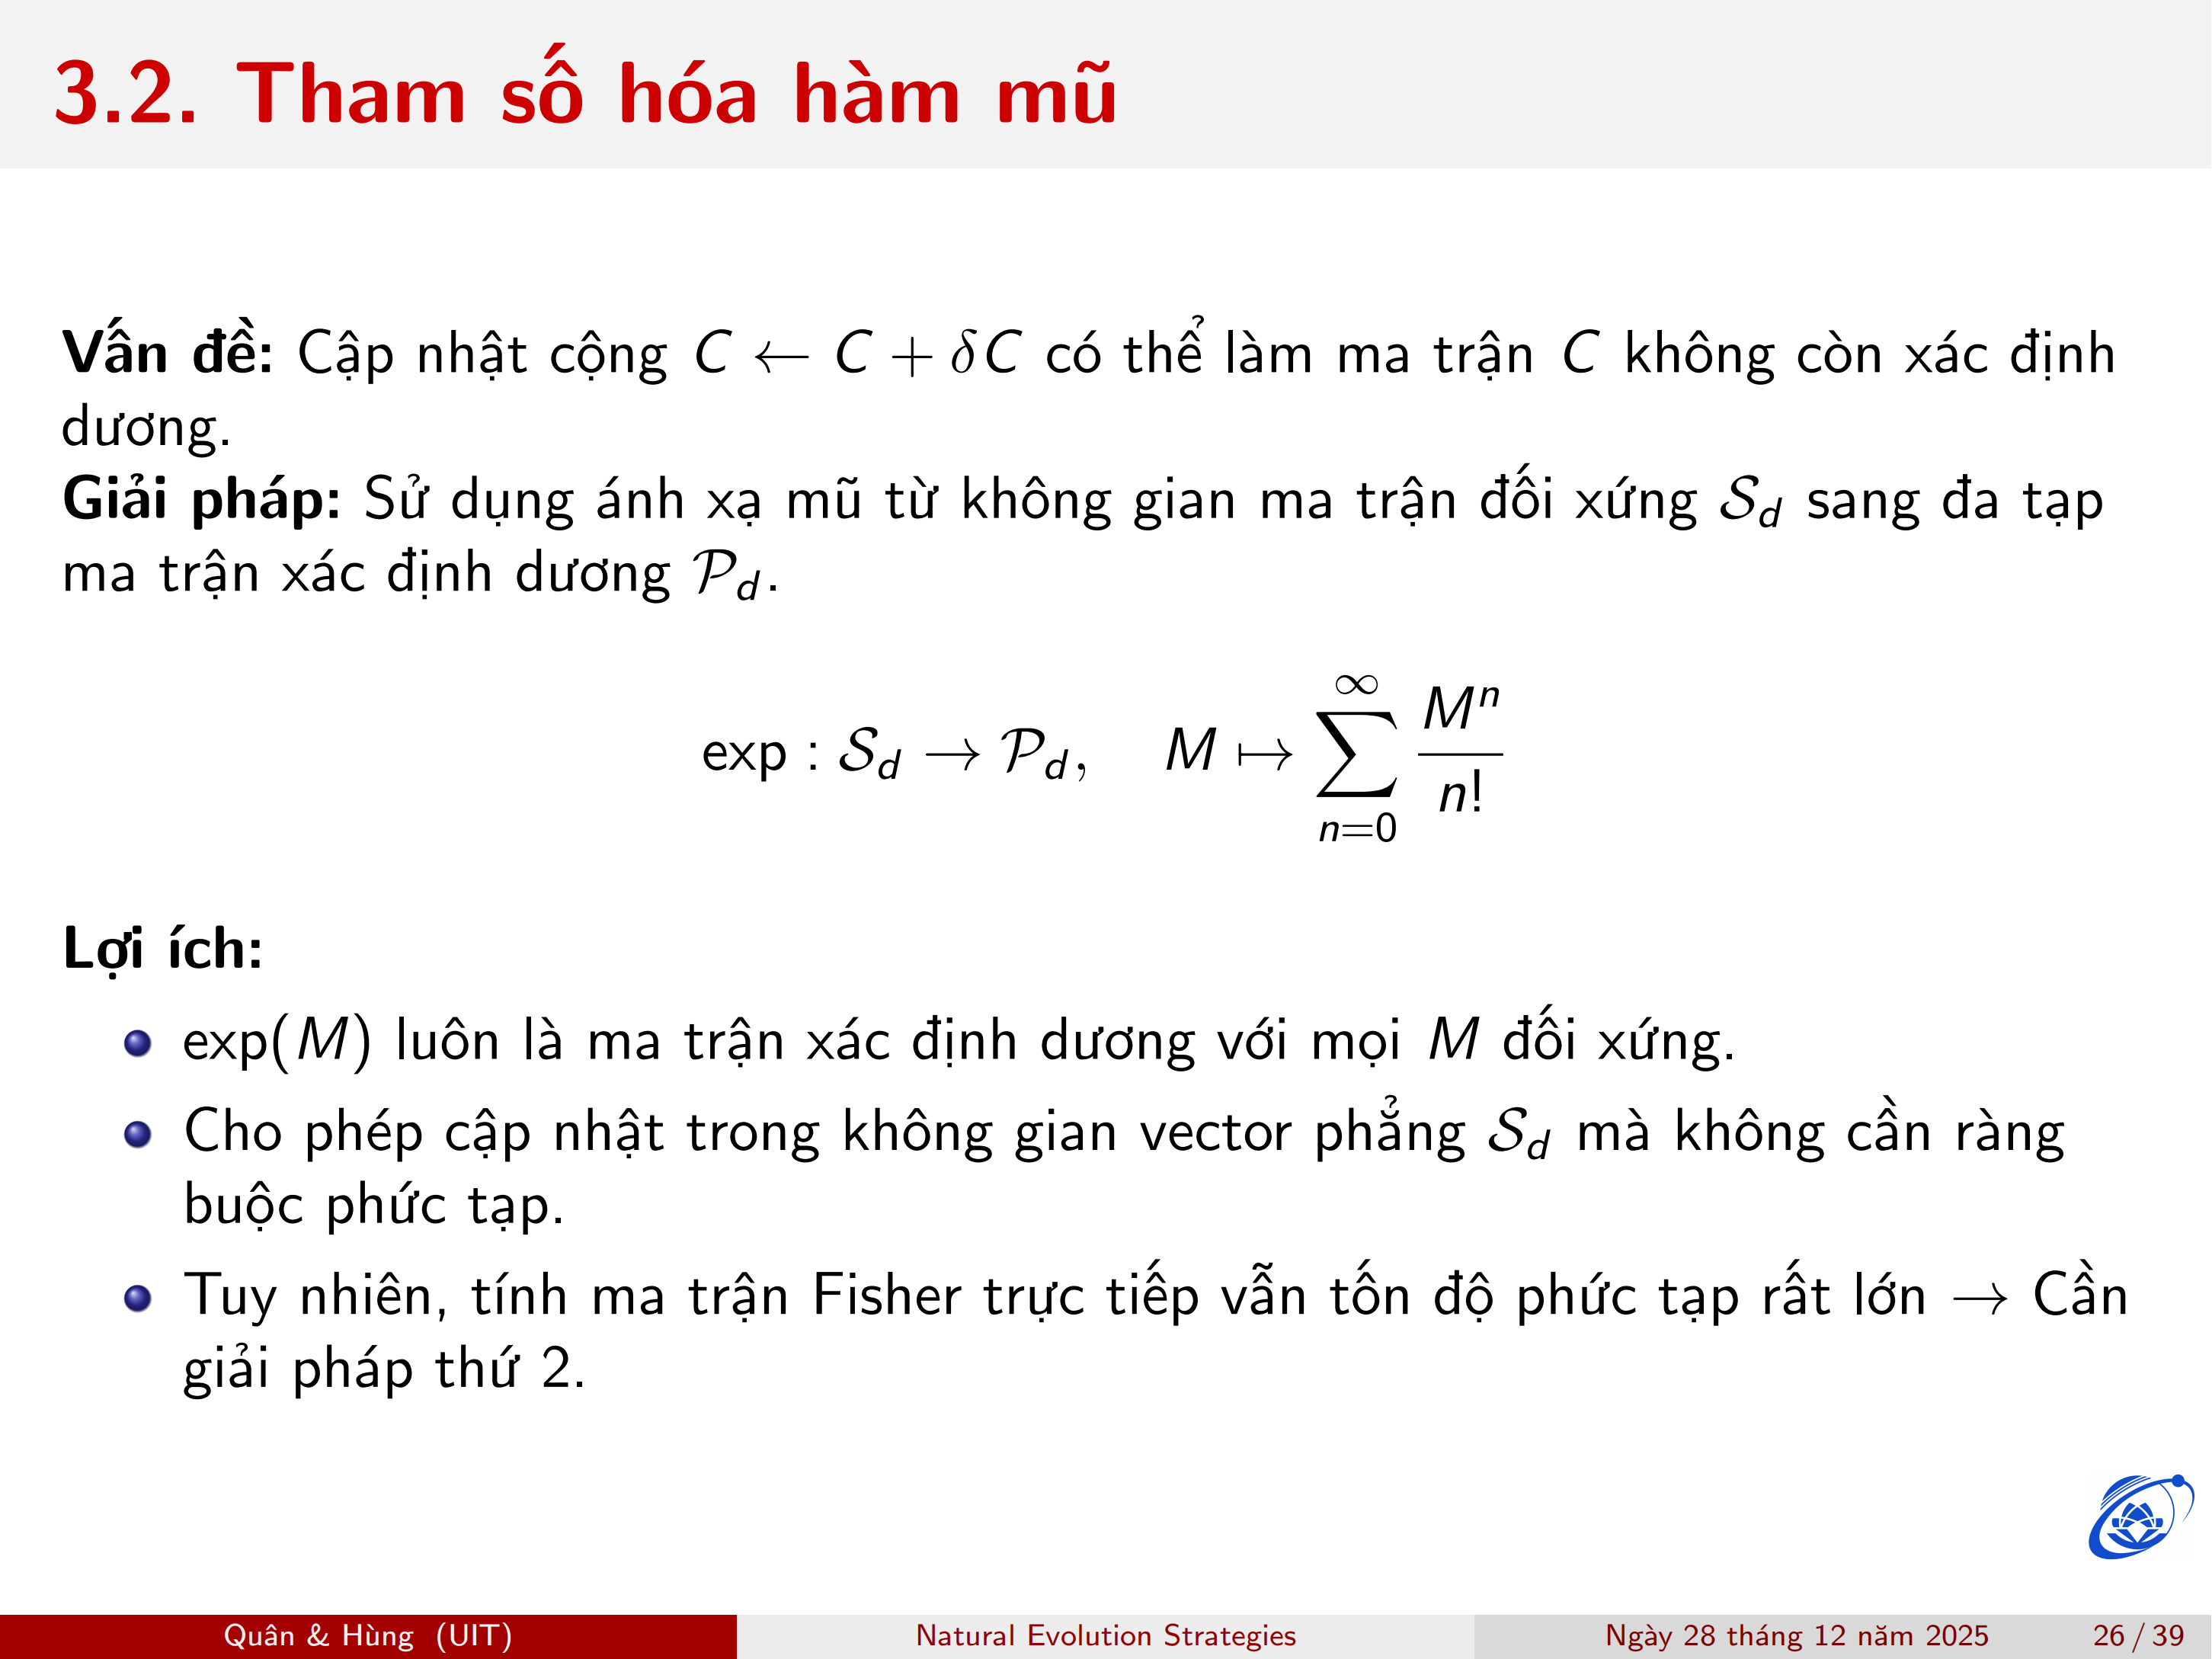 3.2. Tham số hóa hàm mũ
Vấn đề: Cập nhật cộng C ← C + δC có thể làm ma trận C không còn xác định
dương.
Giải pháp: Sử dụng ánh xạ mũ từ không gian ma trận đối xứng 𝒮_d sang đa tạp
ma trận xác định dương 𝒫_d.
exp : 𝒮_d → 𝒫_d,  M ↦ ∑_{n=0}^{∞} M^n / n!
Lợi ích:
exp(M) luôn là ma trận xác định dương với mọi M đối xứng.
Cho phép cập nhật trong không gian vector phẳng 𝒮_d mà không cần ràng
buộc phức tạp.
Tuy nhiên, tính ma trận Fisher trực tiếp vẫn tốn độ phức tạp rất lớn → Cần
giải pháp thứ 2.
Quân & Hùng (UIT) Natural Evolution Strategies Ngày 28 tháng 12 năm 2025 26 / 39